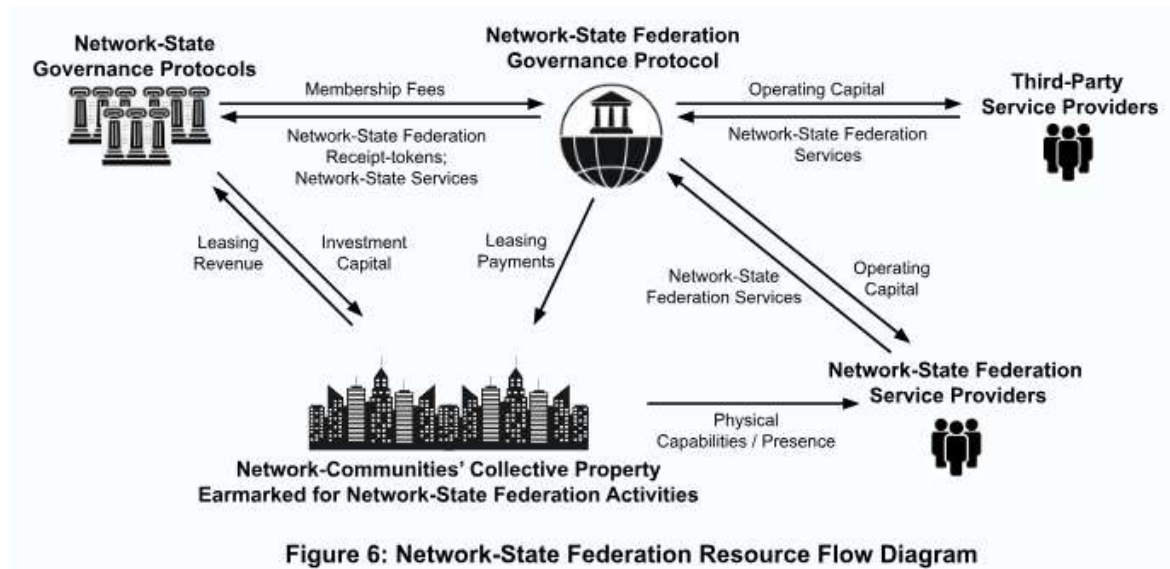 Network-State
Governance Protocols
Network-State Federation
Governance Protocol
Third-Party
Service Providers
Membership Fees
Network-State Federation
Receipt-tokens;
Network-State Services
Operating Capital
Network-State Federation
Services
Leasing
Revenue
Investment
Capital
Leasing
Payments
Network-State
Federation Services
Operating
Capital
Network-State Federation
Service Providers
Physical
Capabilities / Presence
Network-Communities' Collective Property
Earmarked for Network-State Federation Activities
Figure 6: Network-State Federation Resource Flow Diagram